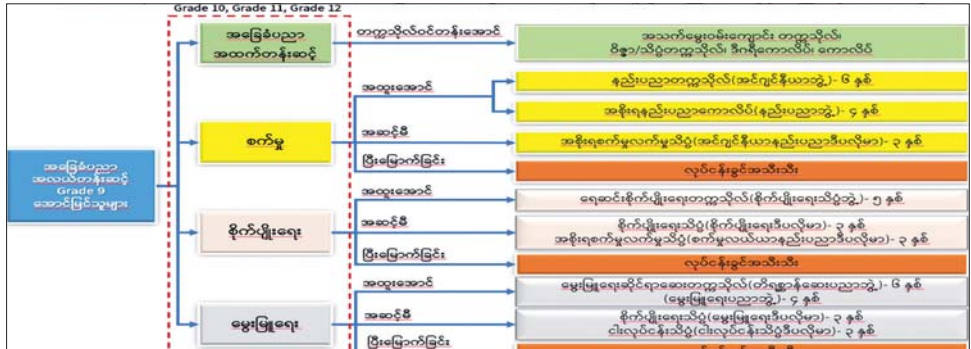 Grade 10, Grade 11, Grade 12
အခြေခံပညာ
အလယ်တန်းဆင့်
Grade 9
အောင်မြင်သူများ
အခြေခံပညာ
အထက်တန်းဆင့်
တက္ကသိုလ်ဝင်တန်းအောင်
အသက်မွေးဝမ်းကျောင်း တက္ကသိုလ်၊
ဝိဇ္ဇာ/သိပ္ပံတက္ကသိုလ်၊ ဒီဂရီကောလိပ်၊ ကောလိပ်
စက်မှု
အထူးအောင်
နည်းပညာတက္ကသိုလ်(အင်ဂျင်နီယာဘွဲ့)- ၆ နှစ်
အစိုးရနည်းပညာကောလိပ်(နည်းပညာဘွဲ့)- ၄ နှစ်
အဆင့်မီ
အစိုးရစက်မှုလက်မှုသိပ္ပံ(အင်ဂျင်နီယာနည်းပညာဒီပလိုမာ)- ၃ နှစ်
ပြီးမြောက်ခြင်း
လုပ်ငန်းခွင်အသီးသီး
စိုက်ပျိုးရေး
အထူးအောင်
ရေဆင်းစိုက်ပျိုးရေးတက္ကသိုလ်(စိုက်ပျိုးရေးသိပ္ပံဘွဲ့)- ၅ နှစ်
အဆင့်မီ
စိုက်ပျိုးရေးသိပ္ပံ(စိုက်ပျိုးရေးဒီပလိုမာ)- ၃ နှစ်
အစိုးရစက်မှုလက်မှုသိပ္ပံ(စက်မှုလယ်ယာနည်းပညာဒီပလိုမာ)- ၃ နှစ်
ပြီးမြောက်ခြင်း
လုပ်ငန်းခွင်အသီးသီး
မွေးမြူရေး
အထူးအောင်
မွေးမြူရေးဆိုင်ရာဆေးတက္ကသိုလ်(တိရစ္ဆာန်ဆေးပညာဘွဲ့)- ၆ နှစ်
(မွေးမြူရေးပညာဘွဲ့)- ၄ နှစ်
အဆင့်မီ
စိုက်ပျိုးရေးသိပ္ပံ(မွေးမြူရေးဒီပလိုမာ)- ၃ နှစ်
ငါးလုပ်ငန်းသိပ္ပံ(ငါးလုပ်ငန်းသိပ္ပံဒီပလိုမာ)- ၃ နှစ်
ပြီးမြောက်ခြင်း